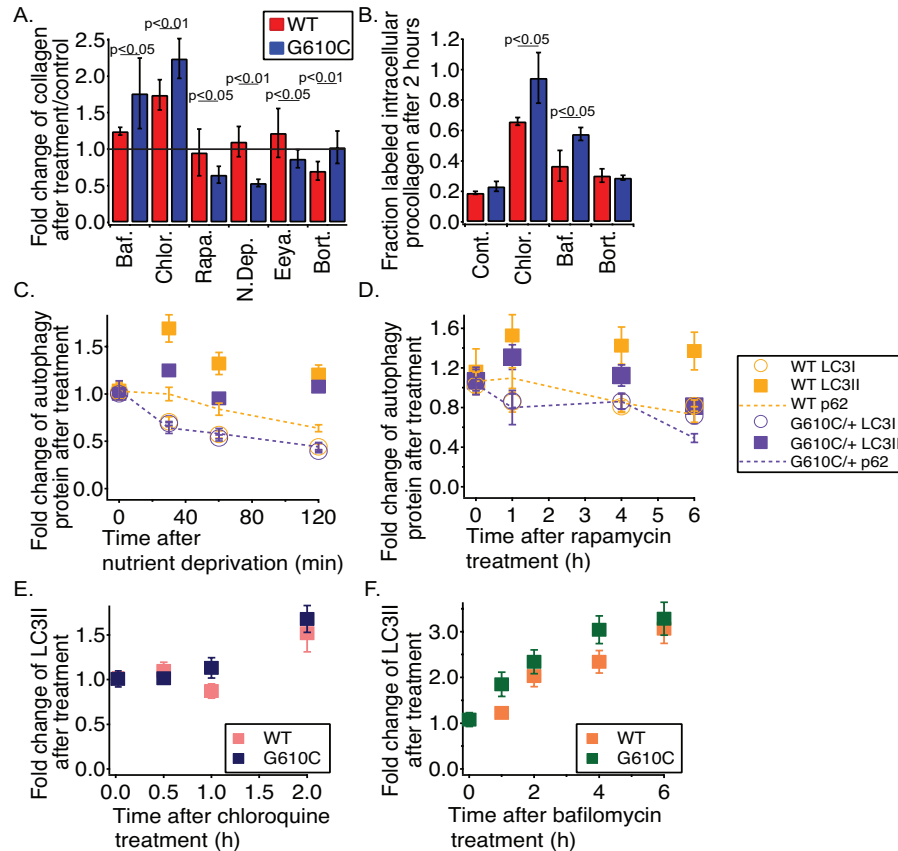 A.
Fold change of collagen
after treatment/control
2.5
2.0
1.5
1.0
0.5
0.0
p<0.05
p<0.01
p<0.05
p<0.01
p<0.05
p<0.01
WT
G610C
Baf.
Chlor.
Rapa.
N.Dep.
Eeya.
Bort.
B.
Fraction labeled intracellular
procollagen after 2 hours
1.2
1.0
0.8
0.6
0.4
0.2
0.0
p<0.05
p<0.05
Cont.
Chlor.
Baf.
Bort.
C.
Fold change of autophagy
protein after treatment
1.5
1.0
0.5
0.0
0
40
80
120
Time after
nutrient deprivation (min)
D.
Fold change of autophagy
protein after treatment
1.6
1.2
0.8
0.4
0.0
0
1
2
3
4
5
6
Time after rapamycin
treatment (h)
WT LC3I
WT LC3II
WT p62
G610C/+ LC3I
G610C/+ LC3II
G610C/+ p62
E.
Fold change of LC3II
after treatment
1.5
1.0
0.5
0.0
WT
G610C
0.0
0.5
1.0
1.5
2.0
Time after chloroquine
treatment (h)
F.
Fold change of LC3II
after treatment
3.0
2.0
1.0
0.0
WT
G610C
0
2
4
6
Time after bafilomycin
treatment (h)